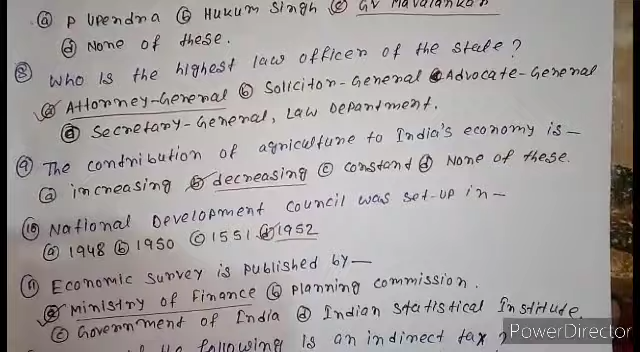 ⓐ P Upendra ⓑ Hukum Singh ⓒ GV Mavalankar
ⓓ None of these.
⑧ Who is the highest law officer of the state?
ⓐ Attorney-General ⓑ Solicitor-General ⓒ Advocate-General
ⓓ Secretary-General, Law Department.
⑨ The contribution of agriculture to India's economy is —
ⓐ increasing ⓑ decreasing ⓒ constand ⓓ None of these.
⑩ National Development Council was set-up in —
ⓐ 1948 ⓑ 1950 ⓒ 1551 ⓓ 1952
⑪ Economic survey is published by —
ⓐ Ministry of Finance ⓑ Planning commission.
ⓒ Government of India ⓓ Indian Statistical Institude.
following is an indirect tax?
PowerDirector